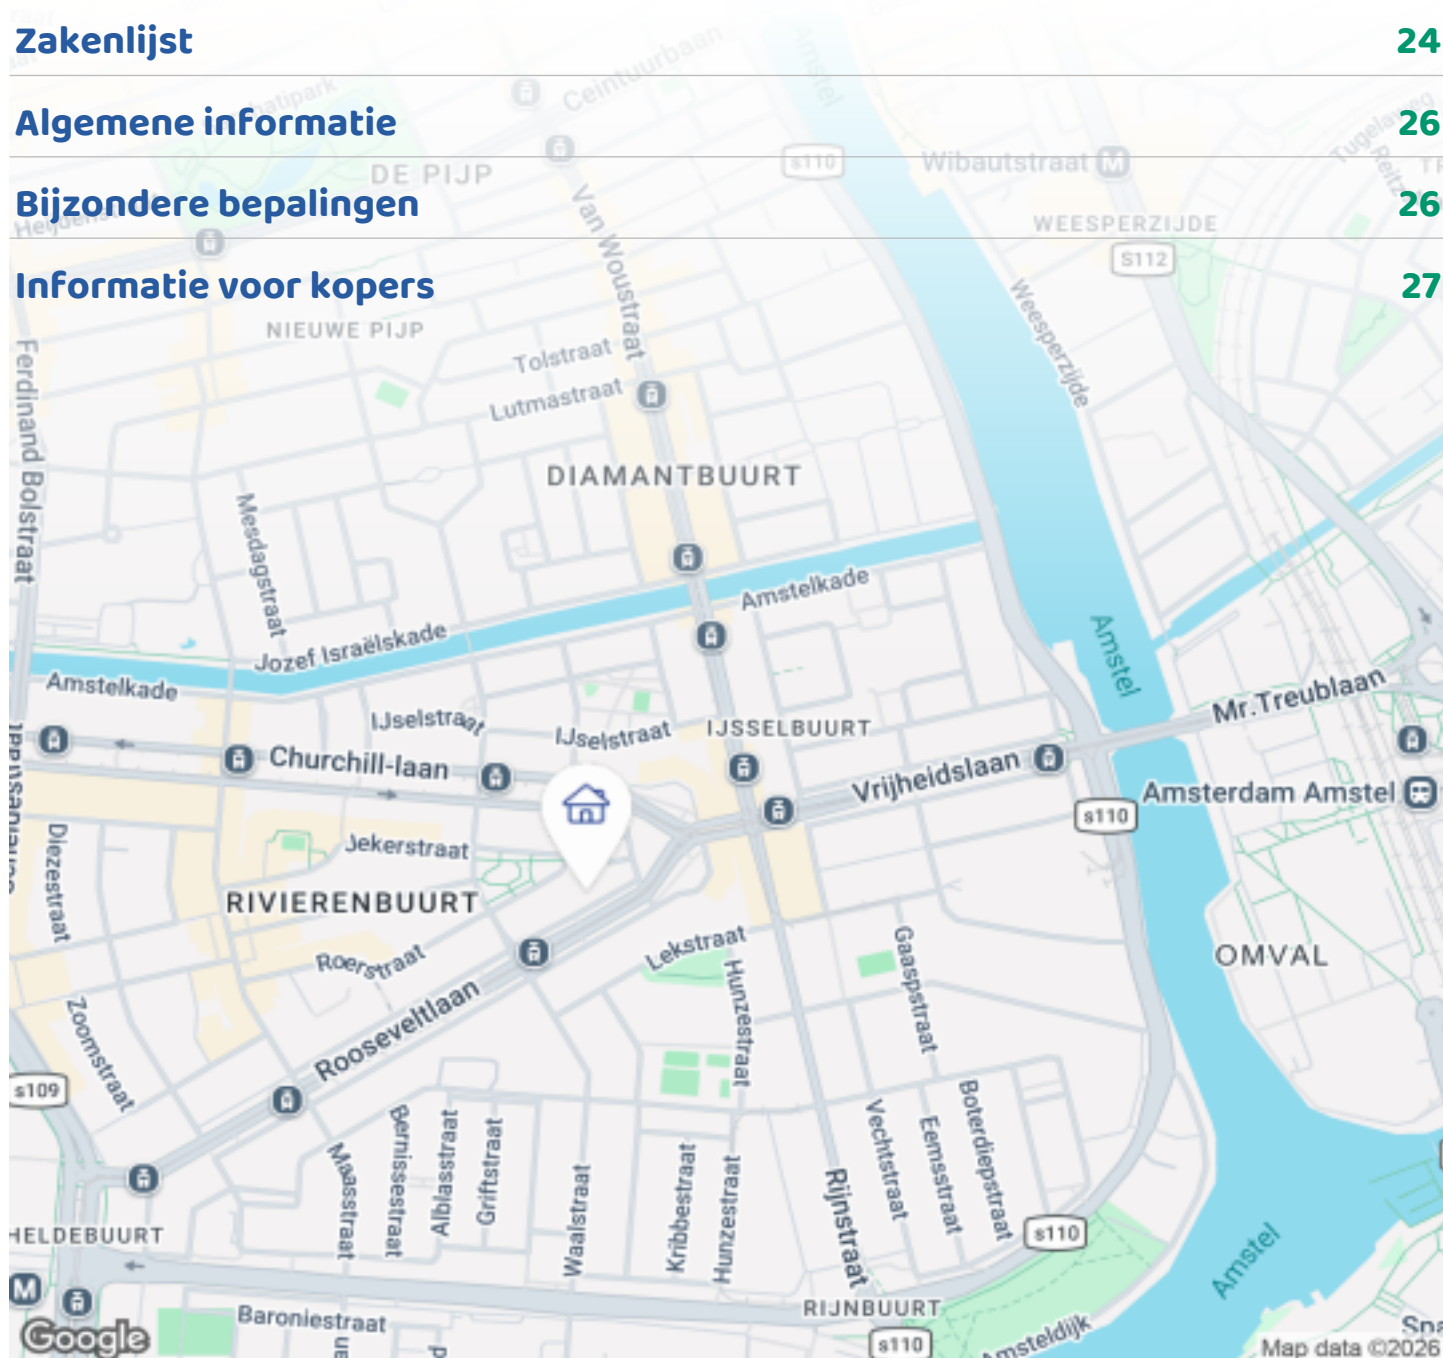 Zakenlijst 24
Algemene informatie 26
Bijzondere bepalingen 26
Informatie voor kopers 27
Ceintuurbaan
Amstel
DE PIJP
s110
Wibautstraat M
Tugelaweg
WEESPERZIJDE
S112
Van Woustraat
Weesperzijde
NIEUWE PIJP
Ferdinand Bolstraat
Tolstraat
Lutmastraat
DIAMANTBUURT
Mesdagstraat
Amstelkade
Jozef Israëlskade
Amstel
Amstelkade
Mr.Treublaan
IJselstraat
IJselstraat
IJSSELBUURT
Churchill-laan
Vrijheidslaan
Amsterdam Amstel
s110
Diezestraat
Jekerstraat
RIVIERENBUURT
Lekstraat
Gaaspstraat
OMVAL
Roerstraat
Hunzestraat
Zoomstraat
Rooseveltlaan
s109
Maasstraat
Bernissestraat
Alblasstraat
Griftstraat
Waalstraat
Kribbestraat
Hunzestraat
Rijnstraat
Vechtstraat
Eemsstraat
Boterdiepstraat
s110
HELDEBUURT
Amstel
M
Baroniestraat
RIJNBUURT
Google
s110
Amsteldijk
Map data ©2026